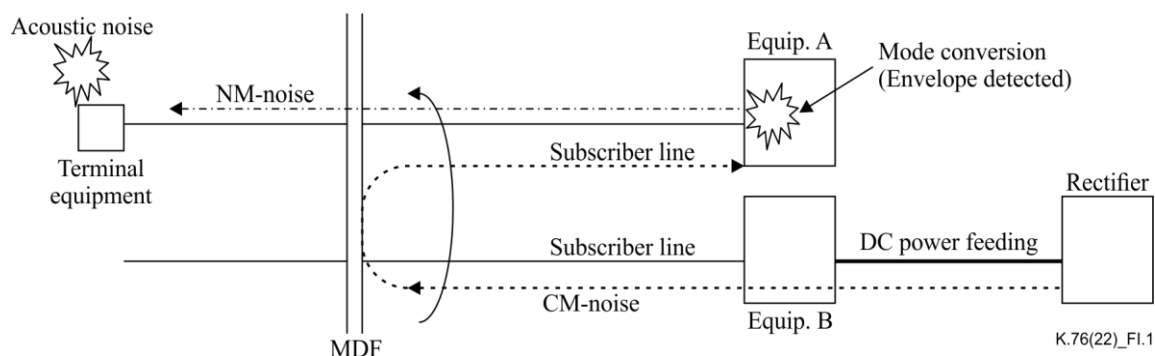 Acoustic noise
Equip. A
Mode conversion
(Envelope detected)
NM-noise
Terminal
equipment
Subscriber line
Rectifier
Subscriber line
DC power feeding
CM-noise
Equip. B
MDF
K.76(22)_FI.1